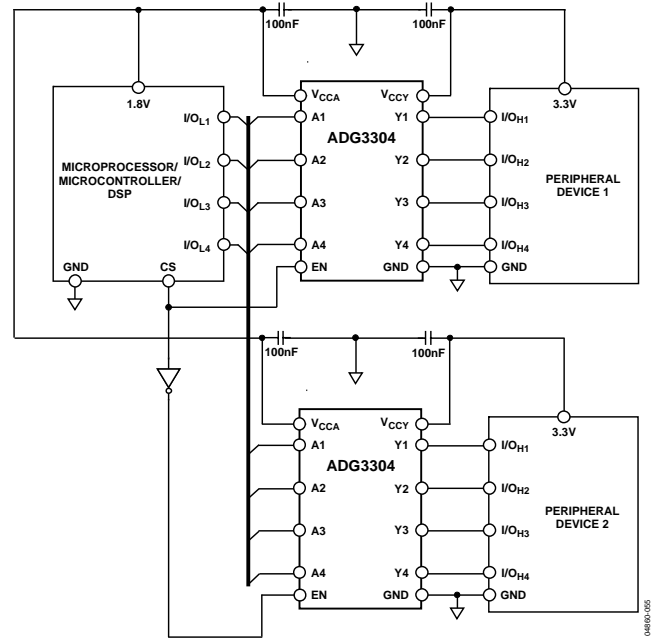 100nF 100nF
1.8V
I/OL1
I/OL2
I/OL3
I/OL4
MICROPROCESSOR/
MICROCONTROLLER/
DSP
GND CS
VCCA VCCY
A1 Y1
ADG3304
A2 Y2
A3 Y3
A4 Y4
EN GND
3.3V
I/OH1
I/OH2
I/OH3
I/OH4
GND
PERIPHERAL
DEVICE 1
100nF 100nF
VCCA VCCY
A1 Y1
ADG3304
A2 Y2
A3 Y3
A4 Y4
EN GND
3.3V
I/OH1
I/OH2
I/OH3
I/OH4
GND
PERIPHERAL
DEVICE 2
04860-055